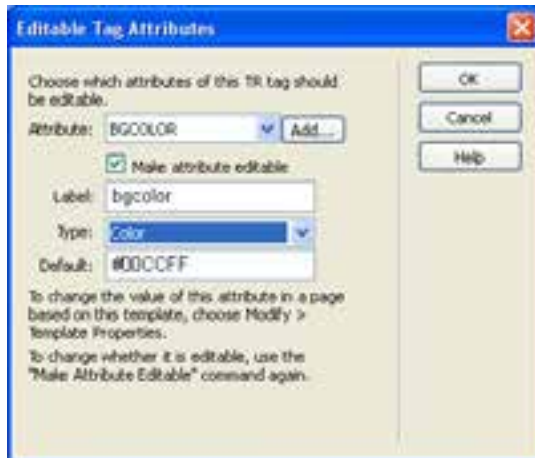 Editable Tag Attributes
Choose which attributes of this TR tag should
be editable.
Attribute: BGCOLOR Add...
Make attribute editable
Label: bgcolor
Type: Color
Default: #00CCFF
To change the value of this attribute in a page
based on this template, choose Modify >
Template Properties.
To change whether it is editable, use the
"Make Attribute Editable" command again.
OK
Cancel
Help